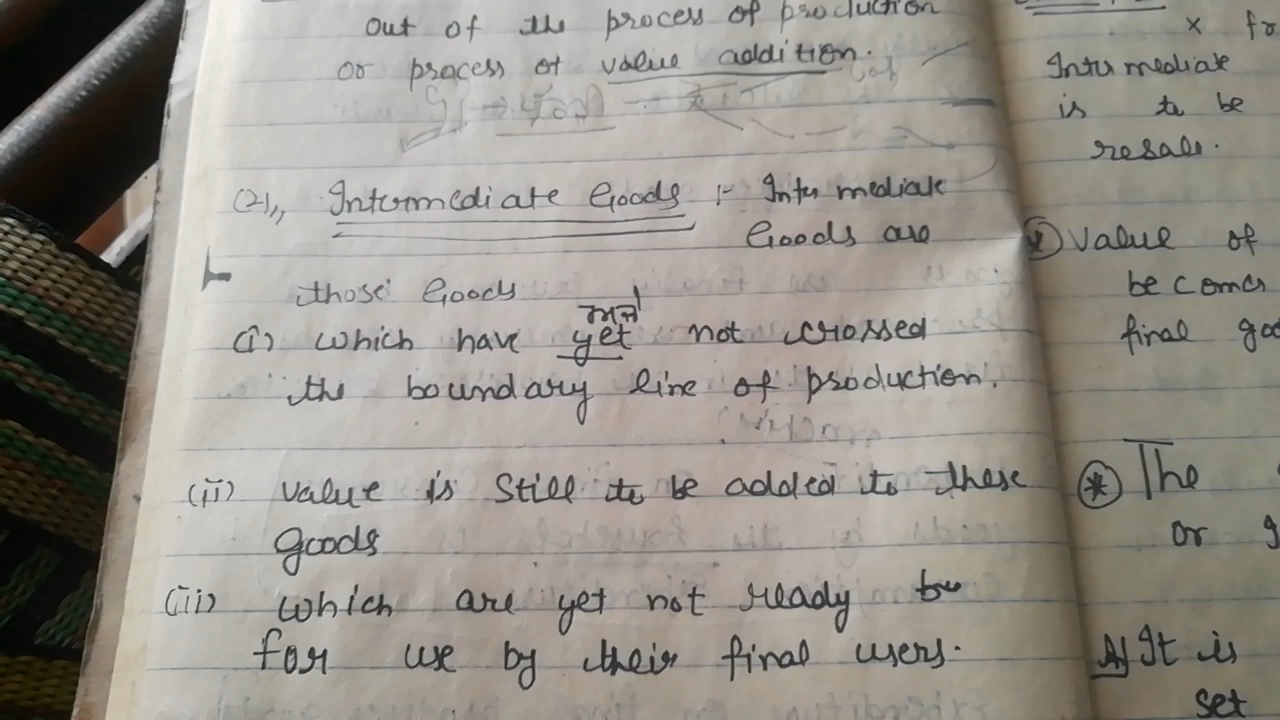 out of the process of production
or process of value addition.
(2),, Intermediate Goods :- Intermediate
Goods are
those Goods
(i) which have yet not crossed
the boundary line of production.
(ii) value is still to be added to these
goods
(iii) which are yet not ready
for use by their final users.
x
Intermediate
is to be
resale.
* Value of
becomes
final
* The
or
A) It is
set